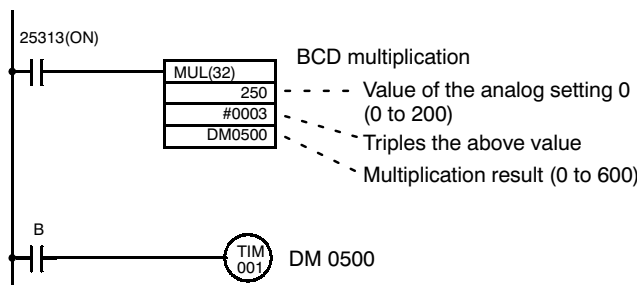 25313(ON)
BCD multiplication
MUL(32)
250
Value of the analog setting 0
(0 to 200)
#0003
Triples the above value
DM0500
Multiplication result (0 to 600)
B
TIM
001
DM 0500